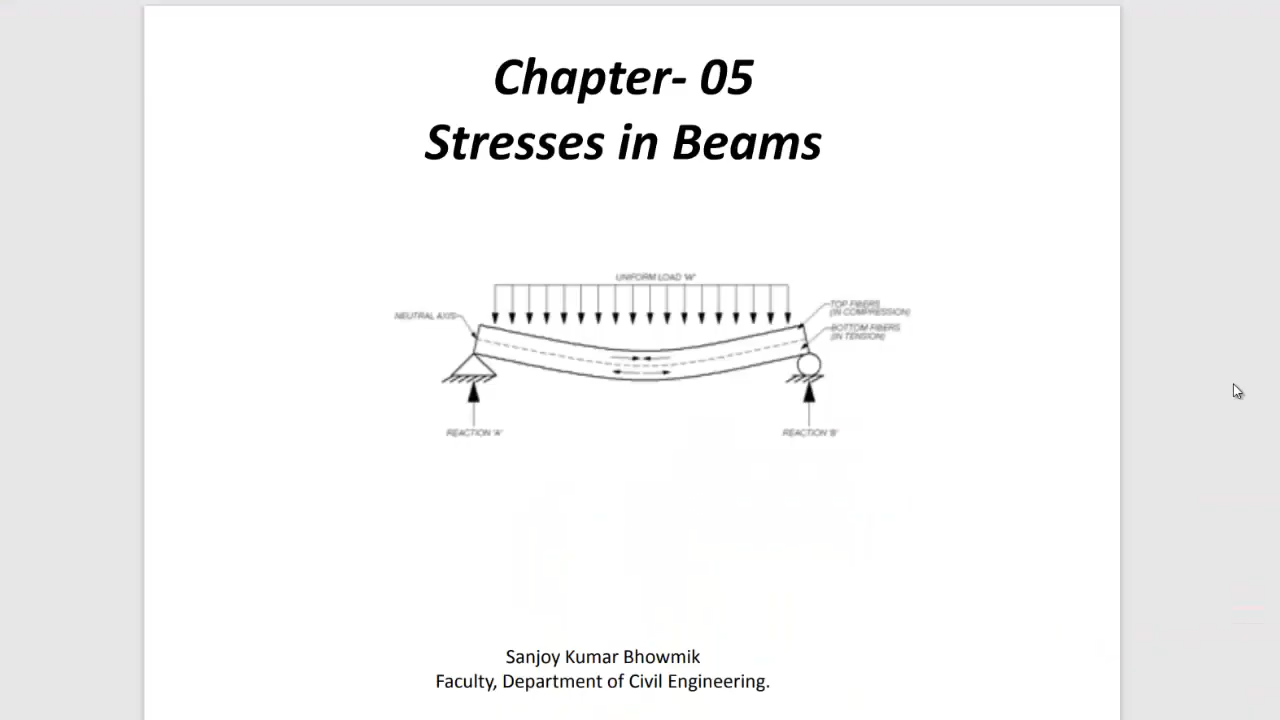 Chapter- 05
Stresses in Beams
UNIFORM LOAD 'W'
NEUTRAL AXIS
TOP FIBERS
(IN COMPRESSION)
BOTTOM FIBERS
(IN TENSION)
REACTION 'A'
REACTION 'B'
Sanjoy Kumar Bhowmik
Faculty, Department of Civil Engineering.